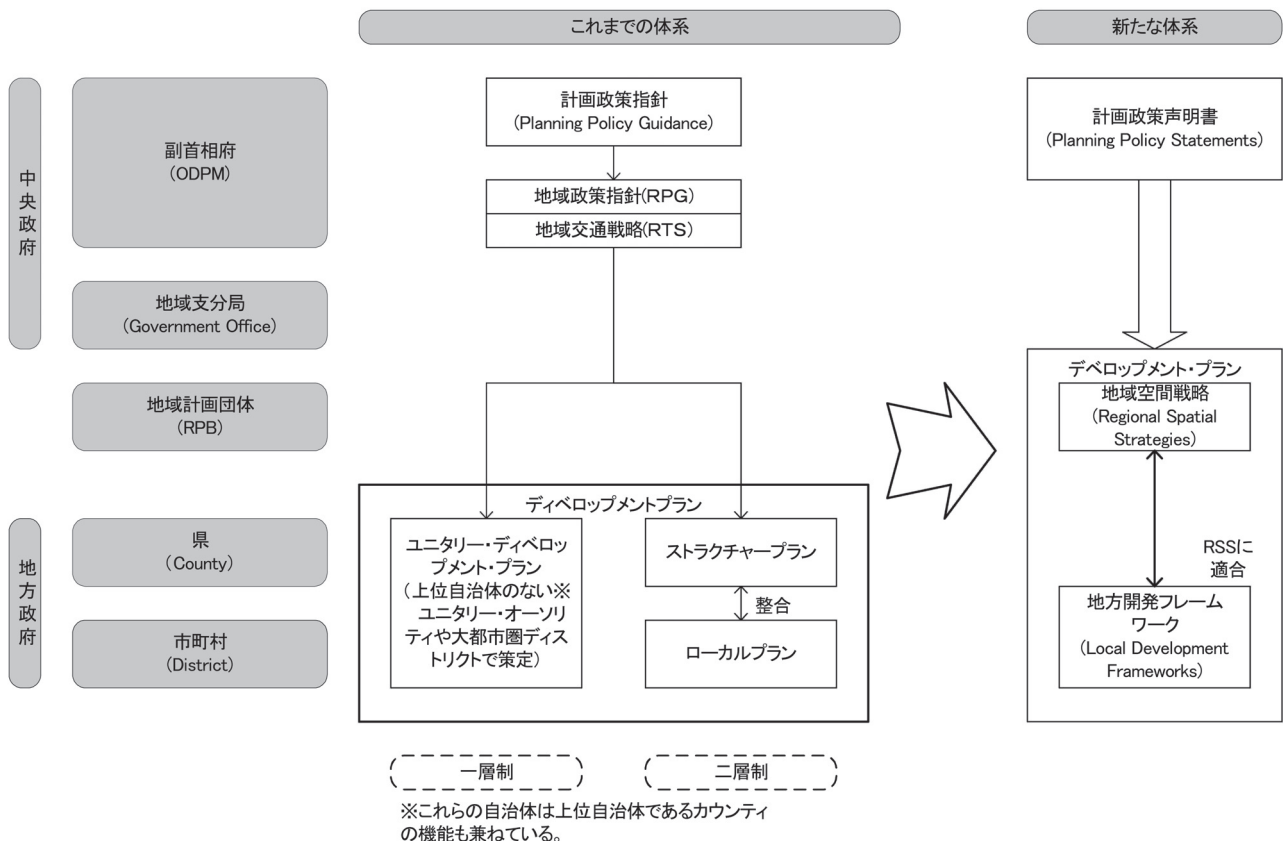 これまでの体系
新たな体系
中央政府
副首相府
(ODPM)
地域支分局
(Government Office)
地域計画団体
(RPB)
地方政府
県
(County)
市町村
(District)
計画政策指針
(Planning Policy Guidance)
地域政策指針(RPG)
地域交通戦略(RTS)
ディベロップメントプラン
ユニタリー・ディベロッ
プメント・プラン
(上位自治体のない※
ユニタリー・オーソリ
ティや大都市圏ディス
トリクトで策定)
ストラクチャープラン
整合
ローカルプラン
一層制
二層制
※これらの自治体は上位自治体であるカウンティ
の機能も兼ねている。
計画政策声明書
(Planning Policy Statements)
デベロップメント・プラン
地域空間戦略
(Regional Spatial
Strategies)
RSSに
適合
地方開発フレーム
ワーク
(Local Development
Frameworks)